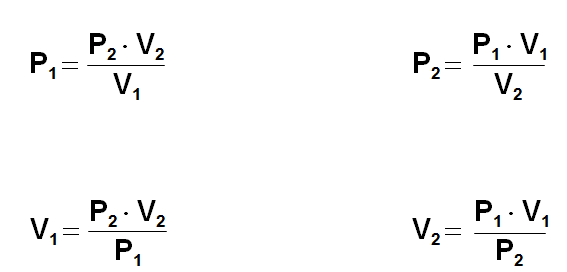 P₁ = P₂ · V₂ / V₁
P₂ = P₁ · V₁ / V₂
V₁ = P₂ · V₂ / P₁
V₂ = P₁ · V₁ / P₂